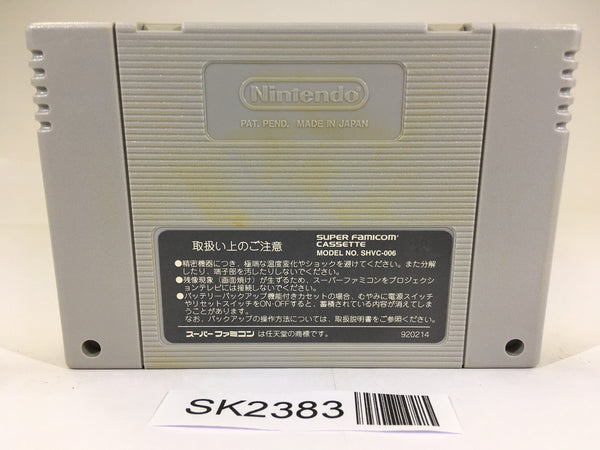 Nintendo
PAT. PEND. MADE IN JAPAN
取扱い上のご注意
SUPER FAMICOM
CASSETTE
MODEL NO. SHVC-006
●精密機器につき、極端な温度変化やショックを避けてください。また分解
したり、端子部を汚したりしないでください。
●残像現象(画面焼け)が生ずるため、スーパーファミコンをプロジェクシ
ョンテレビには接続しないでください。
●バッテリーバックアップ機能付きカセットの場合、むやみに電源スイッチ
やリセットスイッチをON・OFFすると、蓄積されている内容が消えてしま
うことがあります。
なお、バックアップの操作方法については、取扱説明書をご参照ください。
スーパーファミコンは任天堂の商標です。
920214
SK2383